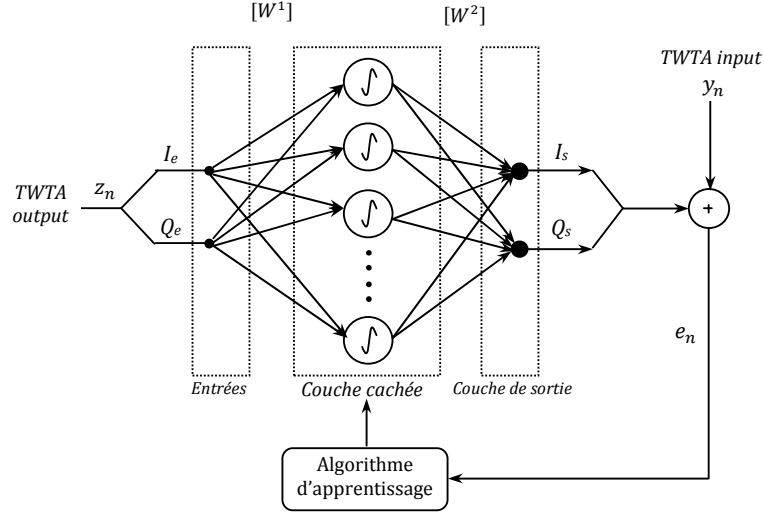 [W¹]
[W²]
TWTA input
yₙ
Iₑ
Iₛ
TWTA
output
zₙ
Qₑ
Qₛ
+
eₙ
Entrées
Couche cachée
Couche de sortie
Algorithme
d'apprentissage